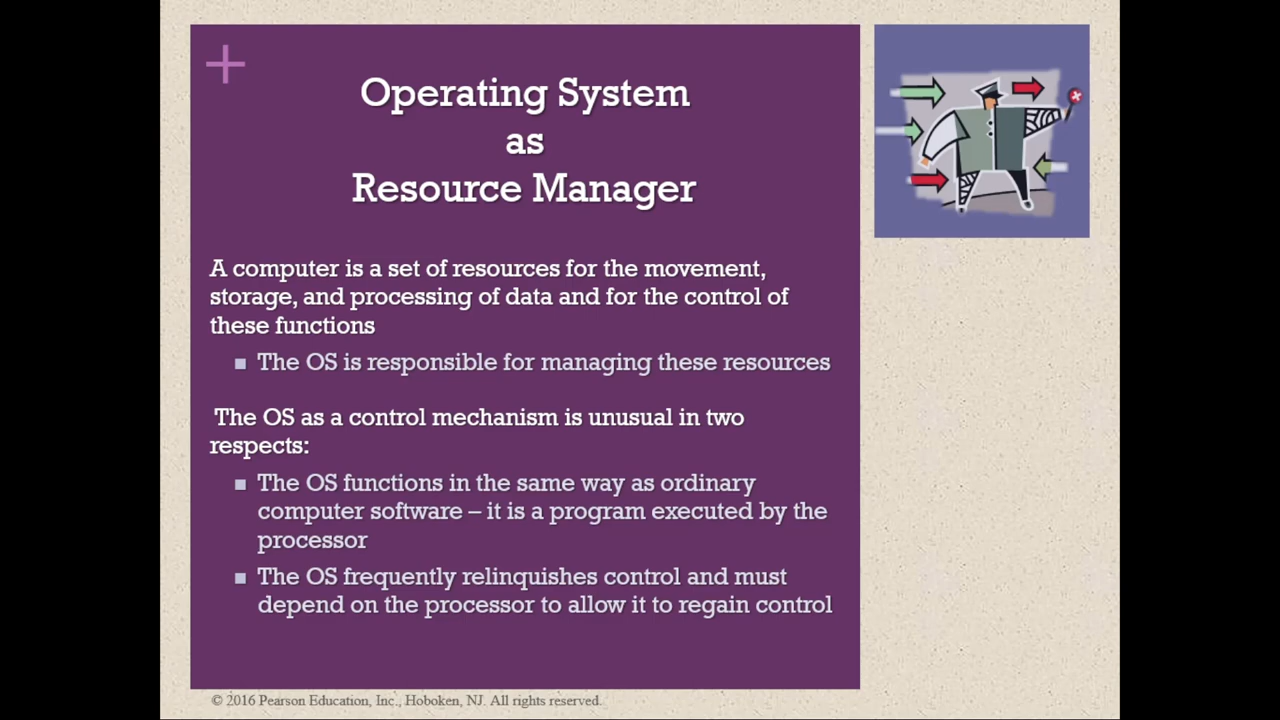 +
Operating System
as
Resource Manager
A computer is a set of resources for the movement,
storage, and processing of data and for the control of
these functions
■ The OS is responsible for managing these resources
The OS as a control mechanism is unusual in two
respects:
■ The OS functions in the same way as ordinary
computer software – it is a program executed by the
processor
■ The OS frequently relinquishes control and must
depend on the processor to allow it to regain control
© 2016 Pearson Education, Inc., Hoboken, NJ. All rights reserved.